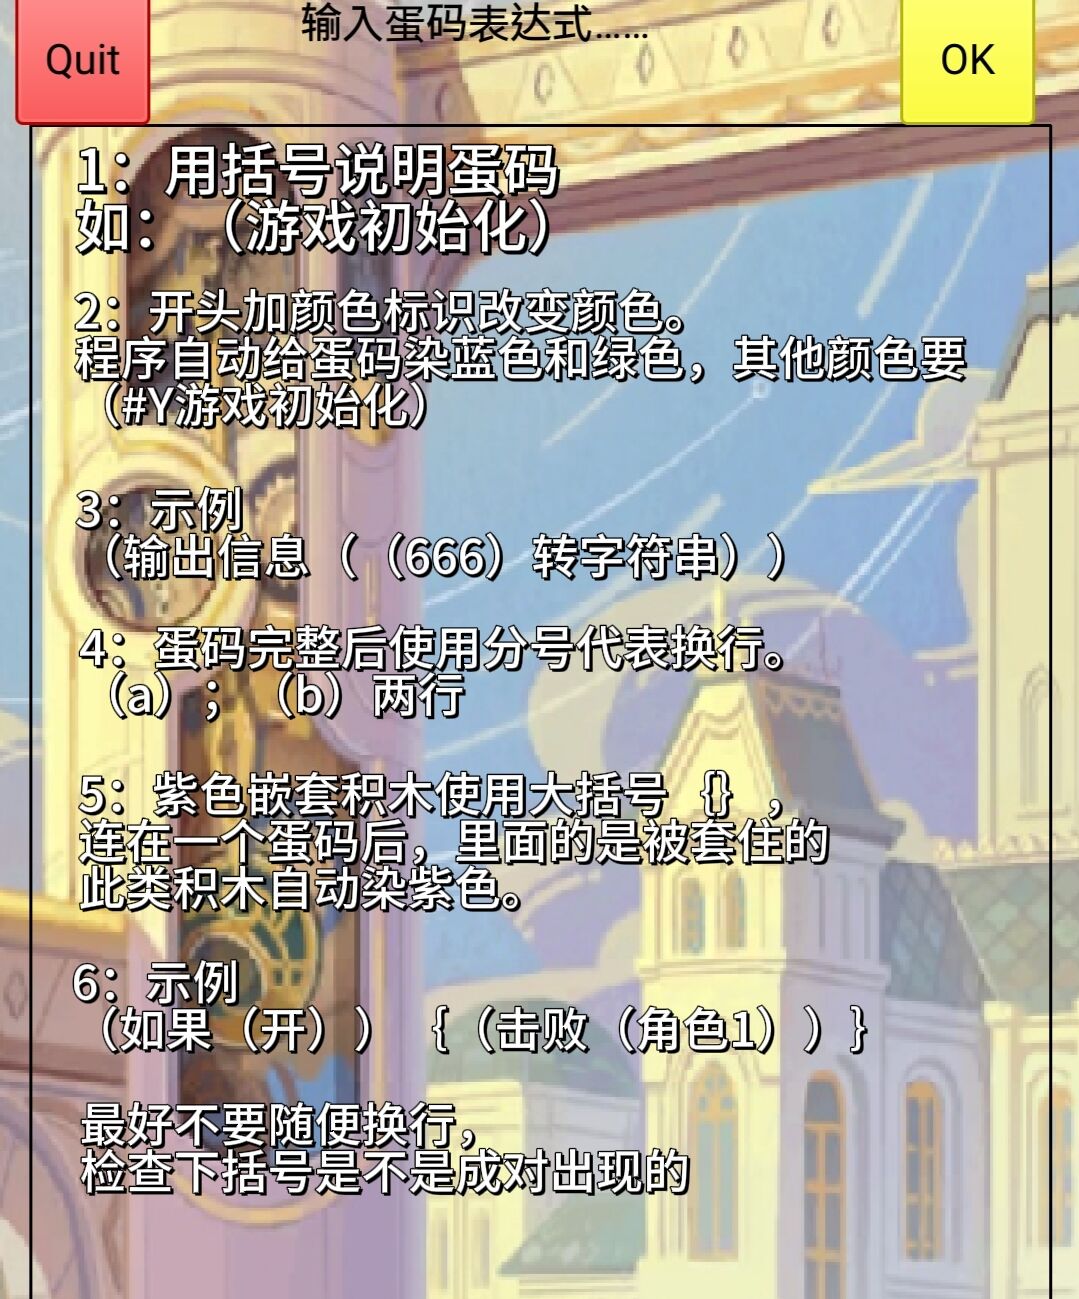 输入蛋码表达式……
Quit
OK
1：用括号说明蛋码
如：（游戏初始化）
2：开头加颜色标识改变颜色。
程序自动给蛋码染蓝色和绿色，其他颜色要
（#Y游戏初始化）
3：示例
（输出信息（（666）转字符串））
4：蛋码完整后使用分号代表换行。
（a）；（b）两行
5：紫色嵌套积木使用大括号｛｝，
连在一个蛋码后，里面的是被套住的
此类积木自动染紫色。
6：示例
（如果（开））｛（击败（角色1））｝
最好不要随便换行，
检查下括号是不是成对出现的